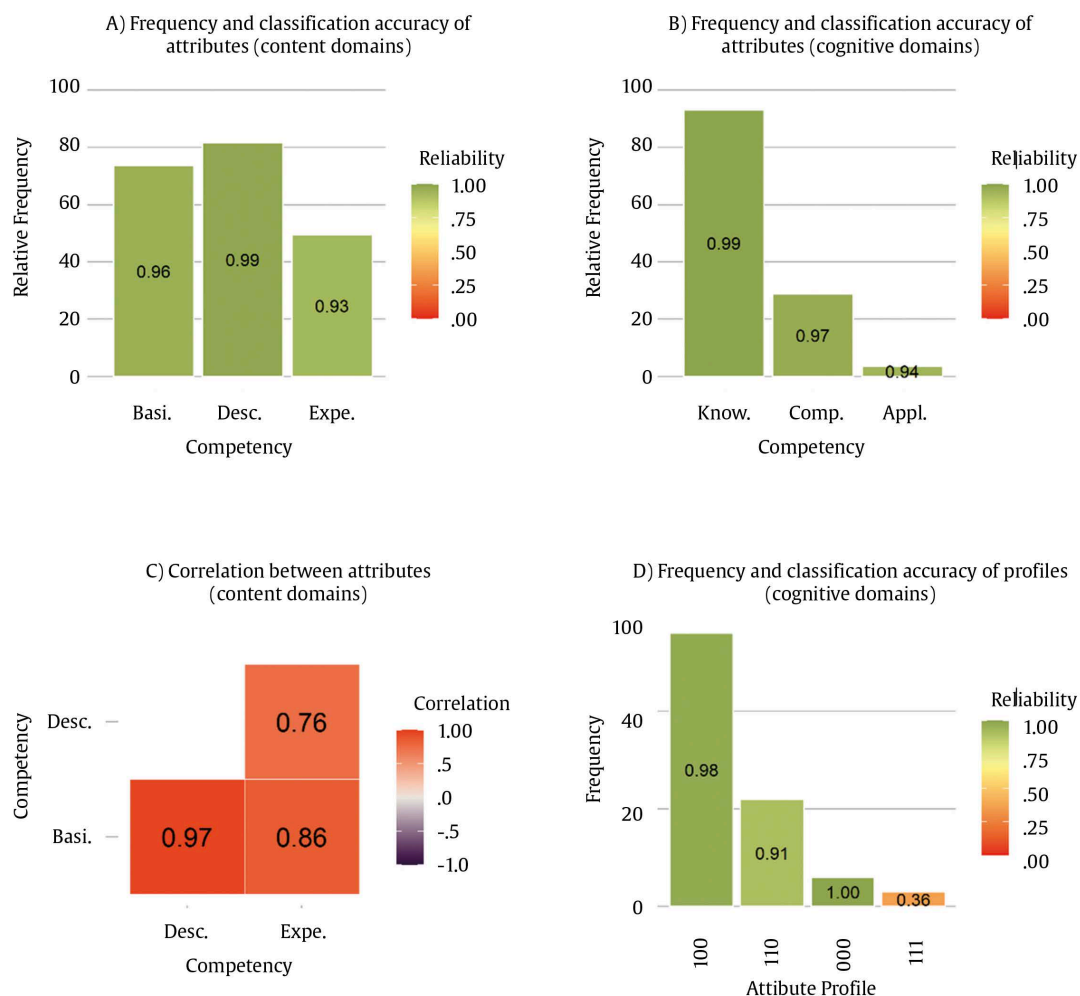 A) Frequency and classification accuracy of
attributes (content domains)
100
80
60
40
20
0
Relative Frequency
0.96
0.99
0.93
Basi.
Desc.
Expe.
Competency
Reliability
1.00
.75
.50
.25
.00
B) Frequency and classification accuracy of
attributes (cognitive domains)
100
80
60
40
20
0
Relative Frequency
0.99
0.97
0.94
Know.
Comp.
Appl.
Competency
Reliability
1.00
.75
.50
.25
.00
C) Correlation between attributes
(content domains)
Competency
Desc.
Basi.
0.76
0.97
0.86
Desc.
Expe.
Competency
Correlation
1.00
.5
.0
-.5
-1.0
D) Frequency and classification accuracy of profiles
(cognitive domains)
100
40
20
0
Frequency
0.98
0.91
1.00
0.36
100
110
000
111
Attibute Profile
Reliability
1.00
.75
.50
.25
.00